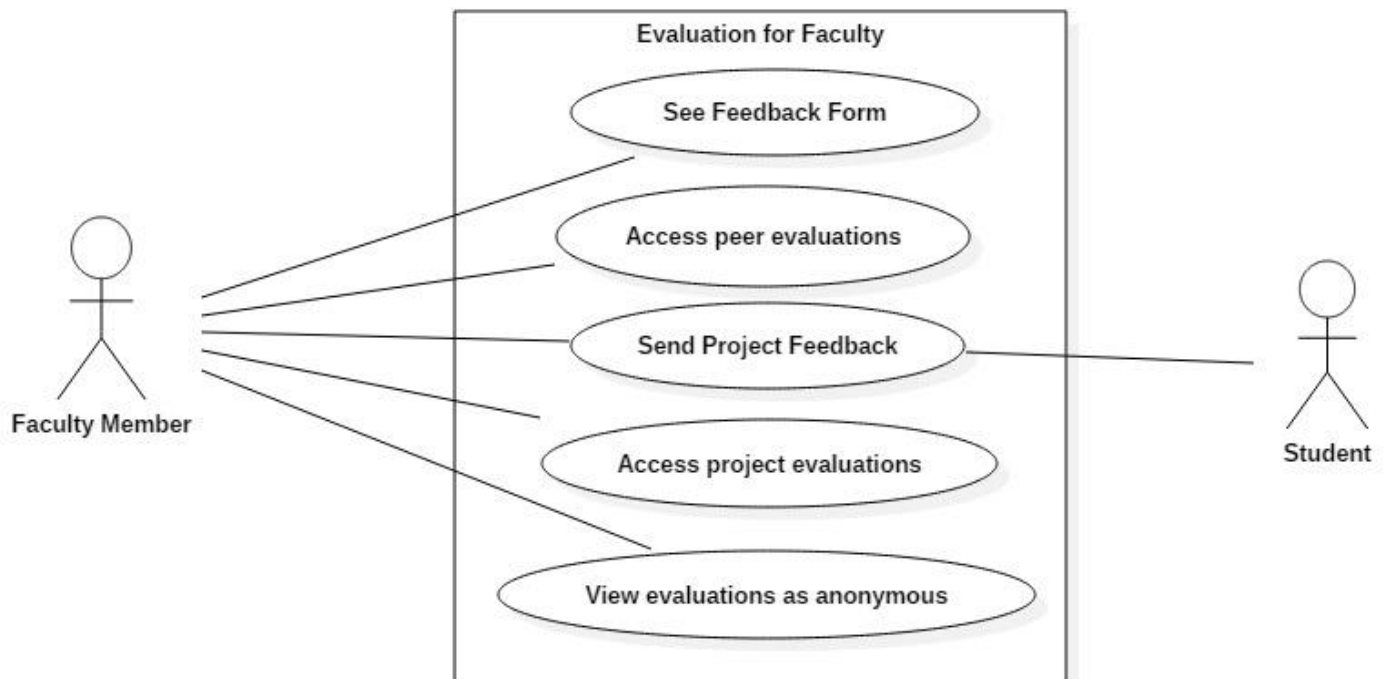 Evaluation for Faculty
See Feedback Form
Access peer evaluations
Send Project Feedback
Access project evaluations
View evaluations as anonymous
Faculty Member
Student